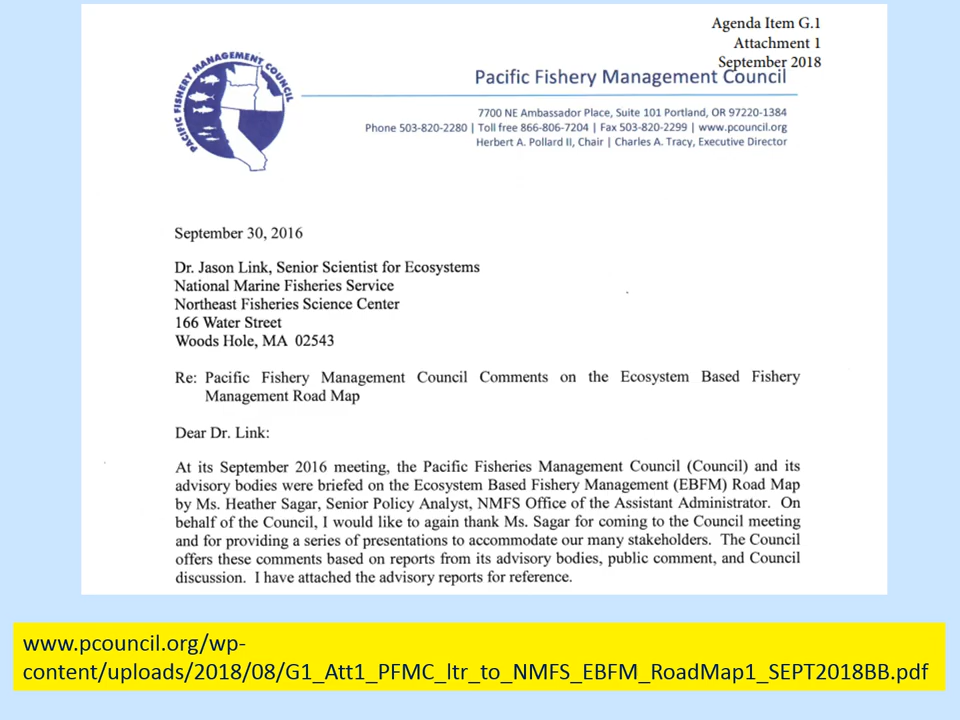 Agenda Item G.1
Attachment 1
September 2018
PACIFIC FISHERY MANAGEMENT COUNCIL
Pacific Fishery Management Council
7700 NE Ambassador Place, Suite 101 Portland, OR 97220-1384
Phone 503-820-2280 | Toll free 866-806-7204 | Fax 503-820-2299 | www.pcouncil.org
Herbert A. Pollard II, Chair | Charles A. Tracy, Executive Director
September 30, 2016
Dr. Jason Link, Senior Scientist for Ecosystems
National Marine Fisheries Service
Northeast Fisheries Science Center
166 Water Street
Woods Hole, MA 02543
Re: Pacific Fishery Management Council Comments on the Ecosystem Based Fishery
Management Road Map
Dear Dr. Link:
At its September 2016 meeting, the Pacific Fisheries Management Council (Council) and its
advisory bodies were briefed on the Ecosystem Based Fishery Management (EBFM) Road Map
by Ms. Heather Sagar, Senior Policy Analyst, NMFS Office of the Assistant Administrator. On
behalf of the Council, I would like to again thank Ms. Sagar for coming to the Council meeting
and for providing a series of presentations to accommodate our many stakeholders. The Council
offers these comments based on reports from its advisory bodies, public comment, and Council
discussion. I have attached the advisory reports for reference.
www.pcouncil.org/wp-
content/uploads/2018/08/G1_Att1_PFMC_ltr_to_NMFS_EBFM_RoadMap1_SEPT2018BB.pdf